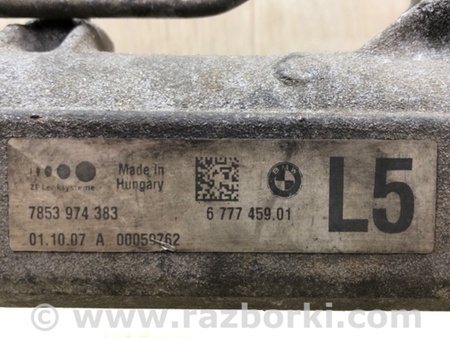 ZF Lenksysteme
Made in
Hungary
BMW
L5
7853 974 383
6 777 459.01
01.10.07 A 00059762
© www.razborki.com